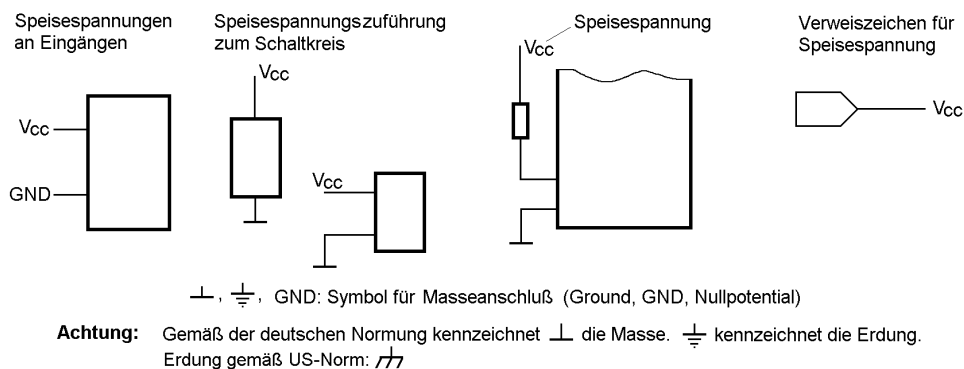 Speisespannungen
an Eingängen
Speisespannungszuführung
zum Schaltkreis
Speisespannung
Verweiszeichen für
Speisespannung
VCC
VCC
VCC
VCC
VCC
GND
, , GND: Symbol für Masseanschluß (Ground, GND, Nullpotential)
Achtung: Gemäß der deutschen Normung kennzeichnet die Masse. kennzeichnet die Erdung.
Erdung gemäß US-Norm: